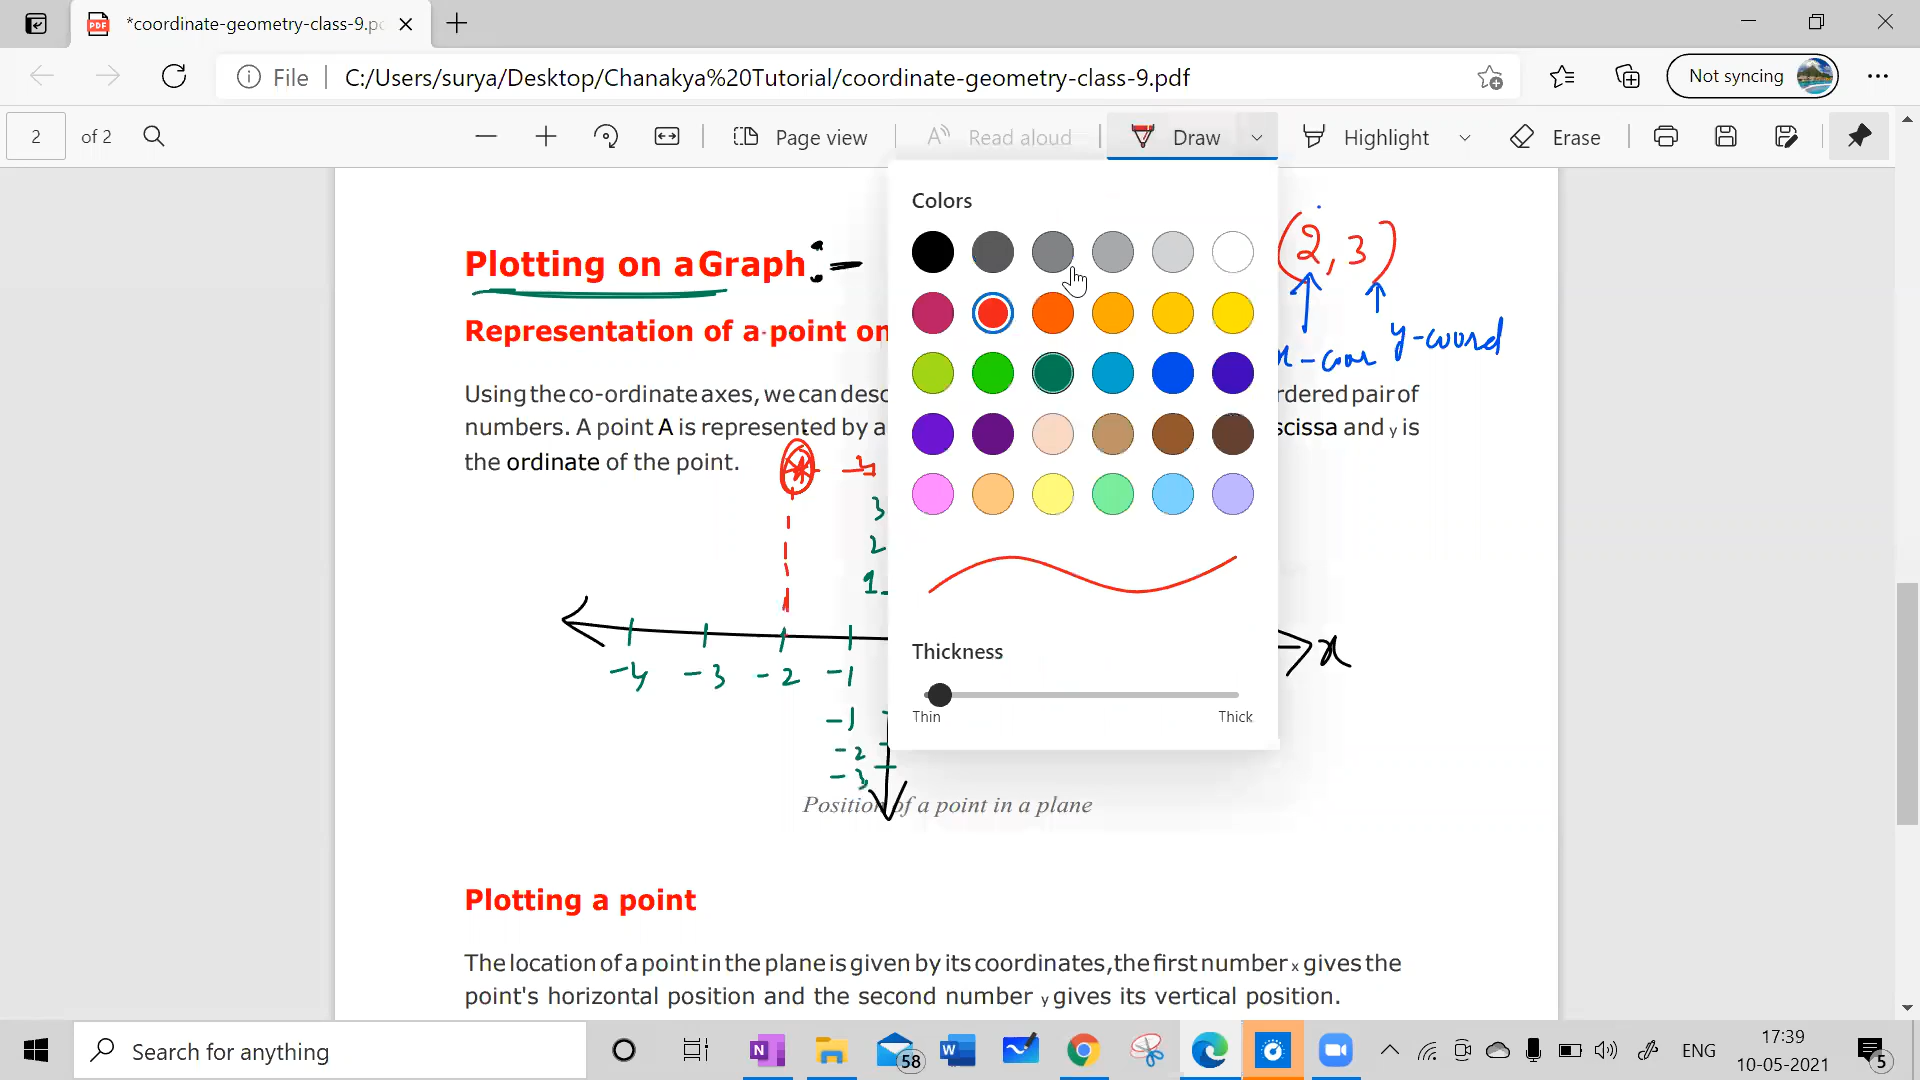 *coordinate-geometry-class-9.pd
File
C:/Users/surya/Desktop/Chanakya%20Tutorial/coordinate-geometry-class-9.pdf
Not syncing
2 of 2
Page view
Read aloud
Draw
Highlight
Erase
Colors
Plotting on a Graph :-
(2, 3)
Representation of a point on
x-coor y-coord
Using the co-ordinate axes, we can desc rdered pair of
numbers. A point A is represented by a scissa and y is
the ordinate of the point.
4
3
2
1
Thickness
x
-4 -3 -2 -1
-1
Thin Thick
-2
-3
Position of a point in a plane
Plotting a point
The location of a point in the plane is given by its coordinates, the first number x gives the
point's horizontal position and the second number y gives its vertical position.
Search for anything
58
ENG
17:39
10-05-2021
5